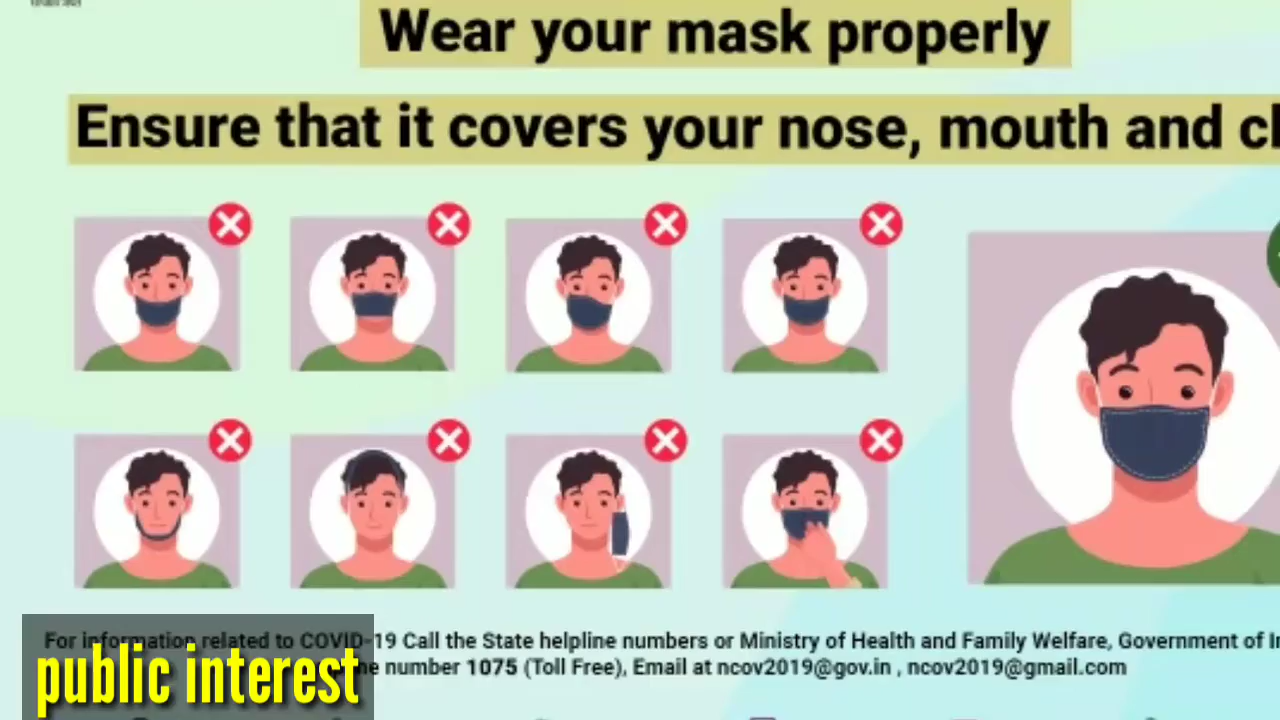 Wear your mask properly
Ensure that it covers your nose, mouth and
For information related to COVID-19 Call the State helpline numbers or Ministry of Health and Family Welfare, Government of
number 1075 (Toll Free), Email at ncov2019@gov.in , ncov2019@gmail.com
public interest